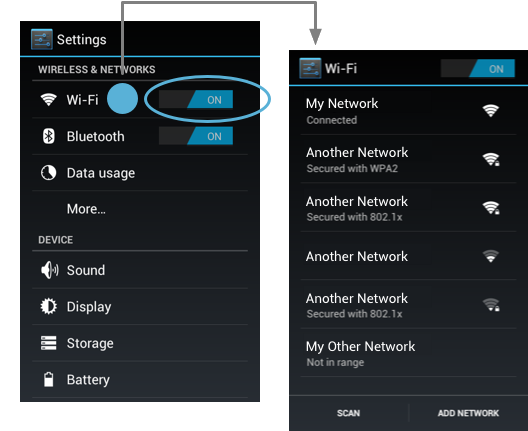 Settings
WIRELESS & NETWORKS
Wi-Fi
ON
Bluetooth
ON
Data usage
More...
DEVICE
Sound
Display
Storage
Battery
Wi-Fi
ON
My Network
Connected
Another Network
Secured with WPA2
Another Network
Secured with 802.1x
Another Network
Another Network
Secured with 802.1x
My Other Network
Not in range
SCAN
ADD NETWORK